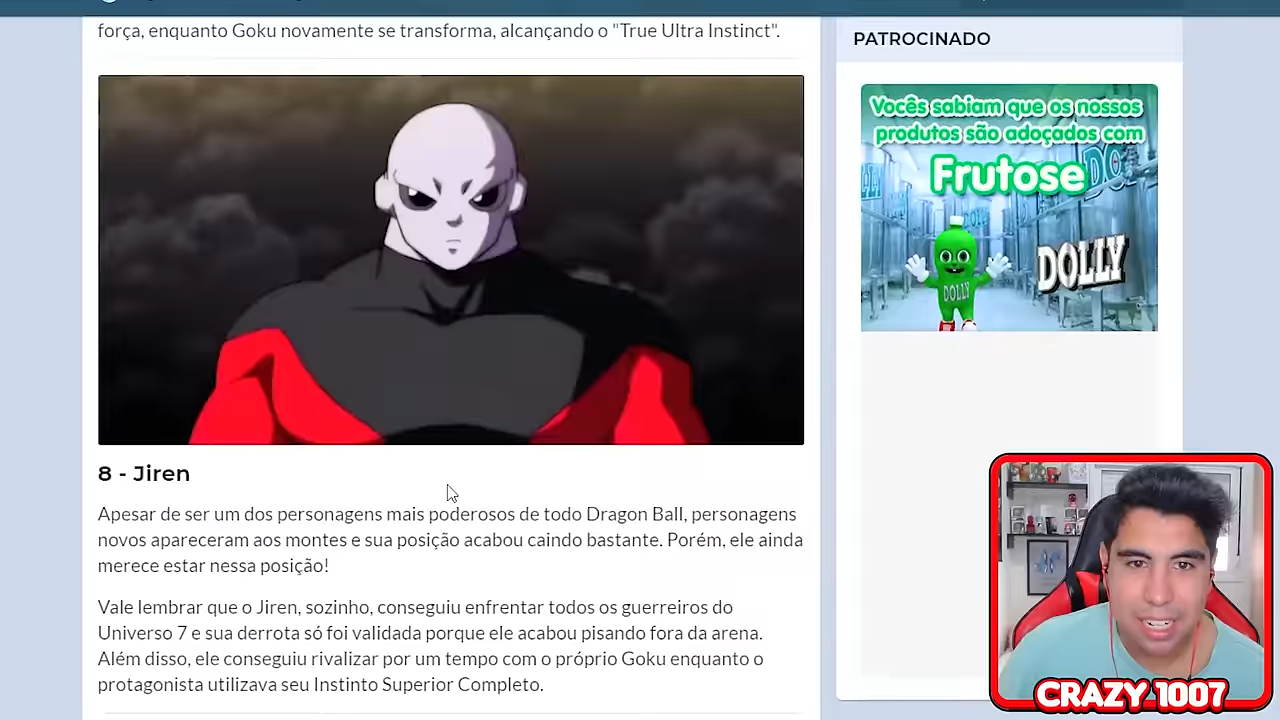 força, enquanto Goku novamente se transforma, alcançando o "True Ultra Instinct".
PATROCINADO
Vocês sabiam que os nossos
produtos são adoçados com
Frutose
DOLLY
DOLLY
8 - Jiren
Apesar de ser um dos personagens mais poderosos de todo Dragon Ball, personagens
novos apareceram aos montes e sua posição acabou caindo bastante. Porém, ele ainda
merece estar nessa posição!
Vale lembrar que o Jiren, sozinho, conseguiu enfrentar todos os guerreiros do
Universo 7 e sua derrota só foi validada porque ele acabou pisando fora da arena.
Além disso, ele conseguiu rivalizar por um tempo com o próprio Goku enquanto o
protagonista utilizava seu Instinto Superior Completo.
CRAZY 1007